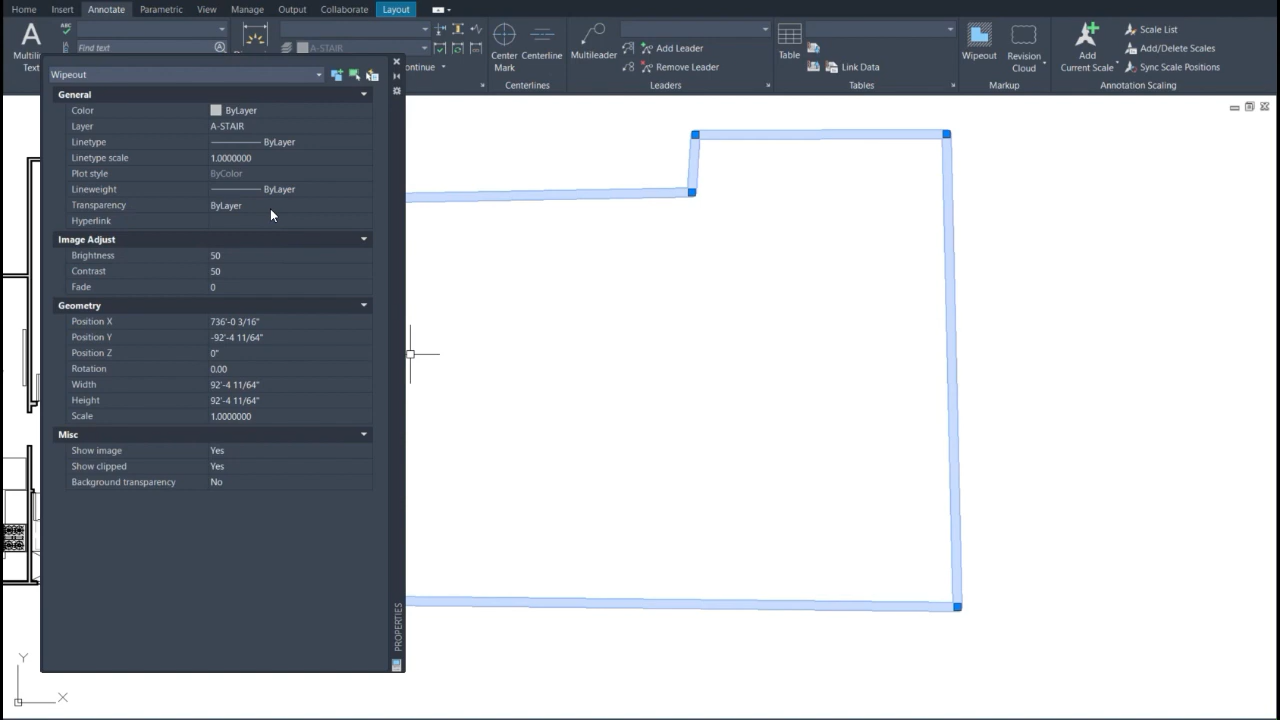 Home Insert Annotate Parametric View Manage Output Collaborate Layout
A
Multilin
Text
ABC
Find text
A-STAIR
ontinue
Center
Mark
Centerline
Centerlines
Multileader
Add Leader
Remove Leader
Leaders
Table
Link Data
Tables
Wipeout
Revision
Cloud
Markup
Add
Current Scale
Scale List
Add/Delete Scales
Sync Scale Positions
Annotation Scaling
Wipeout
General
Color ByLayer
Layer A-STAIR
Linetype ByLayer
Linetype scale 1.0000000
Plot style ByColor
Lineweight ByLayer
Transparency ByLayer
Hyperlink
Image Adjust
Brightness 50
Contrast 50
Fade 0
Geometry
Position X 736'-0 3/16"
Position Y -92'-4 11/64"
Position Z 0"
Rotation 0.00
Width 92'-4 11/64"
Height 92'-4 11/64"
Scale 1.0000000
Misc
Show image Yes
Show clipped Yes
Background transparency No
PROPERTIES
Y
X